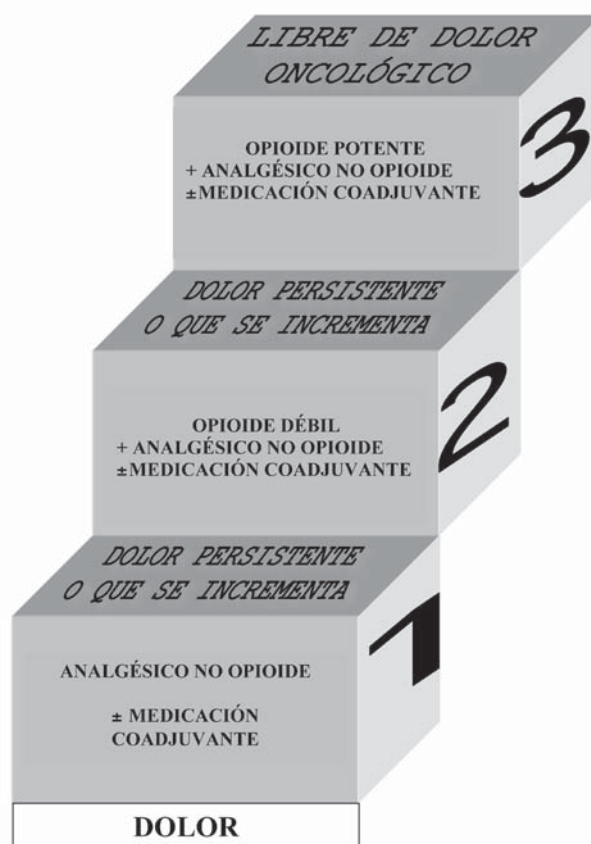 LIBRE DE DOLOR
ONCOLÓGICO
OPIOIDE POTENTE
+ ANALGÉSICO NO OPIOIDE
±MEDICACIÓN COADJUVANTE
3
DOLOR PERSISTENTE
O QUE SE INCREMENTA
OPIOIDE DÉBIL
+ ANALGÉSICO NO OPIOIDE
±MEDICACIÓN COADJUVANTE
2
DOLOR PERSISTENTE
O QUE SE INCREMENTA
ANALGÉSICO NO OPIOIDE
± MEDICACIÓN
COADJUVANTE
1
DOLOR